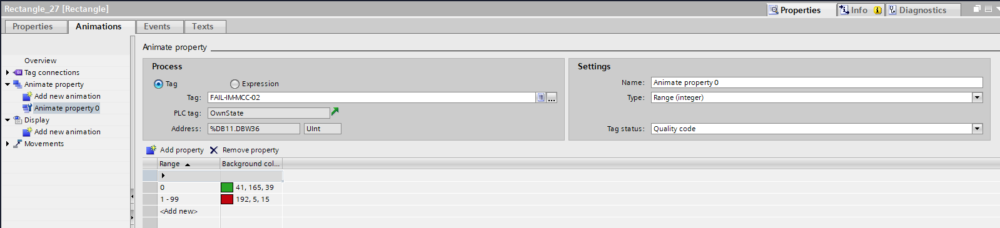 Rectangle_27 [Rectangle]
Properties
Info
Diagnostics
Properties
Animations
Events
Texts
Overview
Tag connections
Animate property
Add new animation
Animate property 0
Display
Add new animation
Movements
Animate property
Process
Tag
Expression
Tag:
FAIL-IM-MCC-02
...
PLC tag:
OwnState
Address:
%DB11.DBW36
UInt
Settings
Name:
Animate property 0
Type:
Range (integer)
Tag status:
Quality code
Add property
Remove property
Range
Background col...
0
41, 165, 39
1 - 99
192, 5, 15
<Add new>